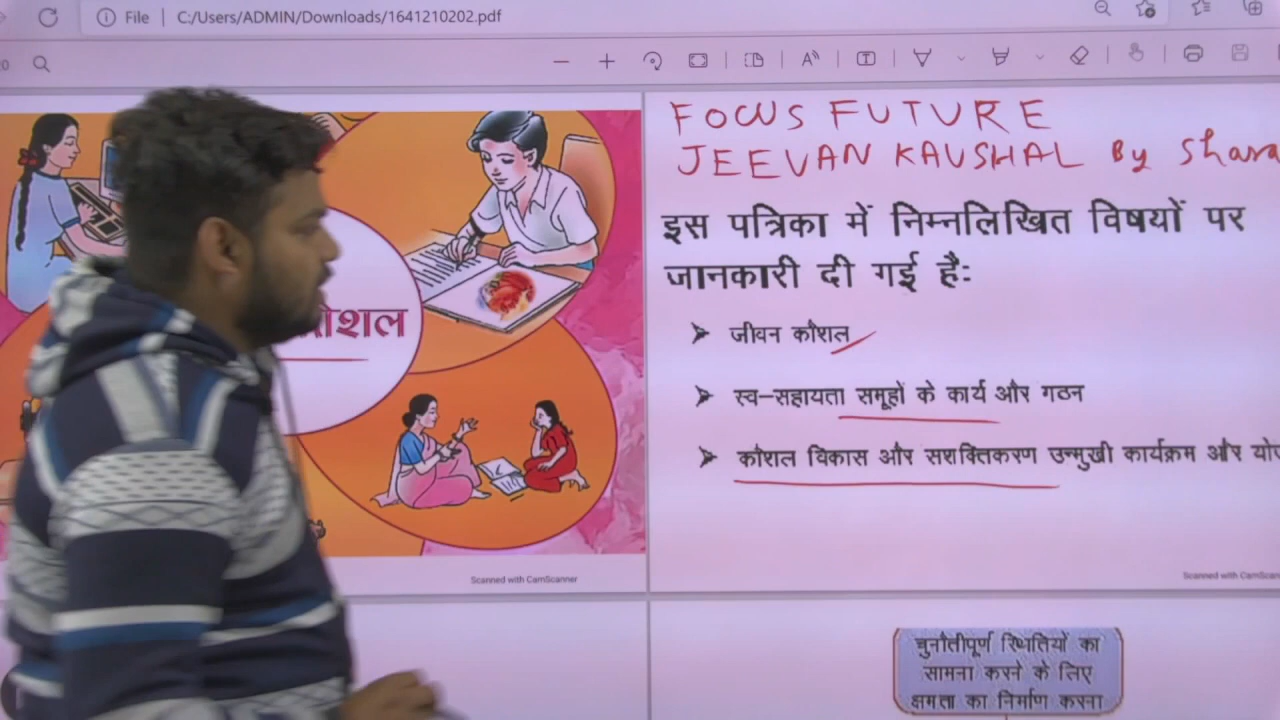 File
C:/Users/ADMIN/Downloads/1641210202.pdf
FOCUS FUTURE
JEEVAN KAUSHAL By
इस पत्रिका में निम्नलिखित विषयों पर
जानकारी दी गई है:
➢ जीवन कौशल
➢ स्व-सहायता समूहों के कार्य और गठन
➢ कौशल विकास और सशक्तिकरण उन्मुखी कार्यक्रम और
Scanned with CamScanner
Scanned with
चुनौतीपूर्ण स्थितियों का
सामना करने के लिए
क्षमता का निर्माण करना